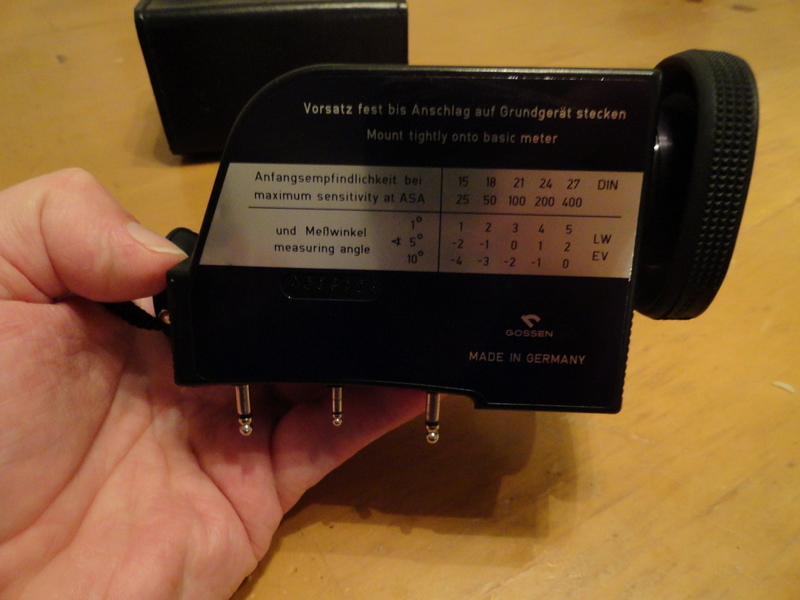 Vorsatz fest bis Anschlag auf Grundgerät stecken
Mount tightly onto basic meter
Anfangsempfindlichkeit bei 15 18 21 24 27 DIN
maximum sensitivity at ASA 25 50 100 200 400
1° 1 2 3 4 5
und Meßwinkel
measuring angle ∢ 5° -2 -1 0 1 2 LW
10° -4 -3 -2 -1 0 EV
GOSSEN
MADE IN GERMANY